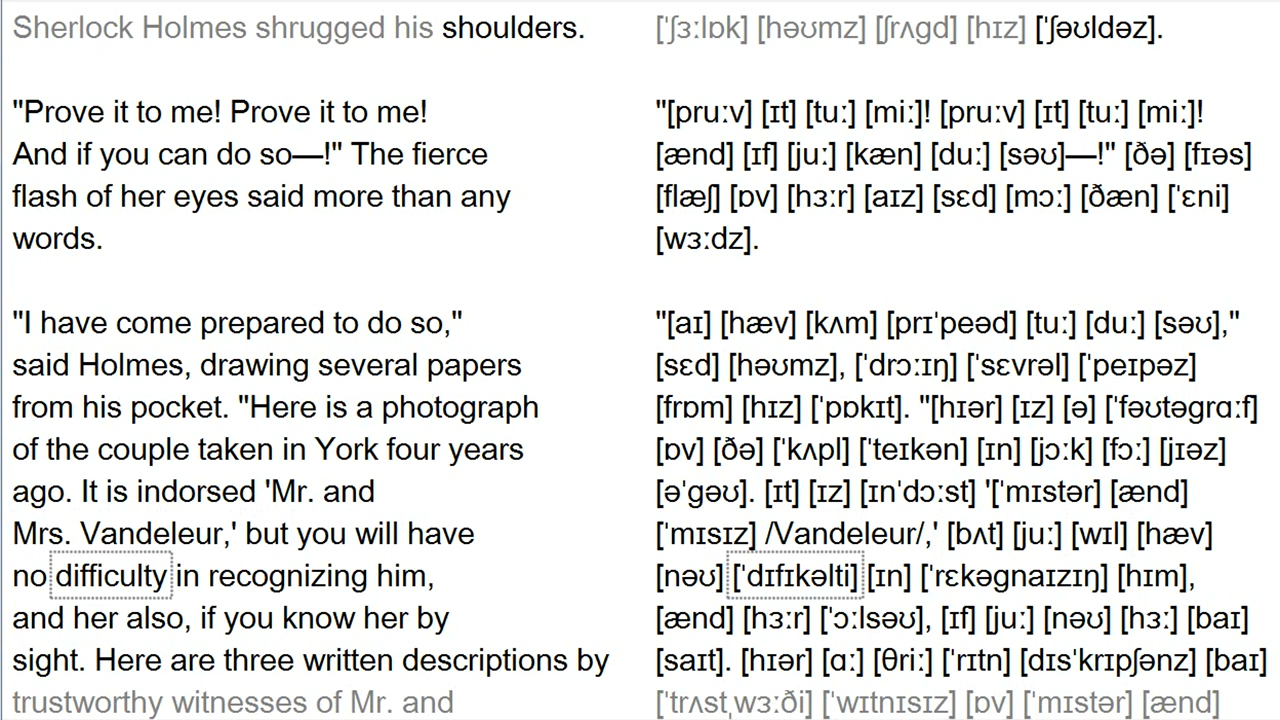 Sherlock Holmes shrugged his shoulders.
"Prove it to me! Prove it to me!
And if you can do so—!" The fierce
flash of her eyes said more than any
words.
"I have come prepared to do so,"
said Holmes, drawing several papers
from his pocket. "Here is a photograph
of the couple taken in York four years
ago. It is indorsed 'Mr. and
Mrs. Vandeleur,' but you will have
no difficulty in recognizing him,
and her also, if you know her by
sight. Here are three written descriptions by
trustworthy witnesses of Mr. and
[ˈʃɜːlɒk] [həʊmz] [ʃrʌgd] [hɪz] [ˈʃəʊldəz].
"[pruːv] [ɪt] [tuː] [miː]! [pruːv] [ɪt] [tuː] [miː]!
[ænd] [ɪf] [juː] [kæn] [duː] [səʊ]—!" [ðə] [fɪəs]
[flæʃ] [ɒv] [hɜːr] [aɪz] [sɛd] [mɔː] [ðæn] [ˈɛni]
[wɜːdz].
"[aɪ] [hæv] [kʌm] [prɪˈpeəd] [tuː] [duː] [səʊ],"
[sɛd] [həʊmz], [ˈdrɔːɪŋ] [ˈsɛvrəl] [ˈpeɪpəz]
[frɒm] [hɪz] [ˈpɒkɪt]. "[hɪər] [ɪz] [ə] [ˈfəʊtəgrɑːf]
[ɒv] [ðə] [ˈkʌpl] [ˈteɪkən] [ɪn] [jɔːk] [fɔː] [jɪəz]
[əˈgəʊ]. [ɪt] [ɪz] [ɪnˈdɔːst] '[ˈmɪstər] [ænd]
[ˈmɪsɪz] /Vandeleur/,' [bʌt] [juː] [wɪl] [hæv]
[nəʊ] [ˈdɪfɪkəlti] [ɪn] [ˈrɛkəgnaɪzɪŋ] [hɪm],
[ænd] [hɜːr] [ˈɔːlsəʊ], [ɪf] [juː] [nəʊ] [hɜː] [baɪ]
[saɪt]. [hɪər] [ɑː] [θriː] [ˈrɪtn] [dɪsˈkrɪpʃənz] [baɪ]
[ˈtrʌstˌwɜːði] [ˈwɪtnɪsɪz] [ɒv] [ˈmɪstər] [ænd]